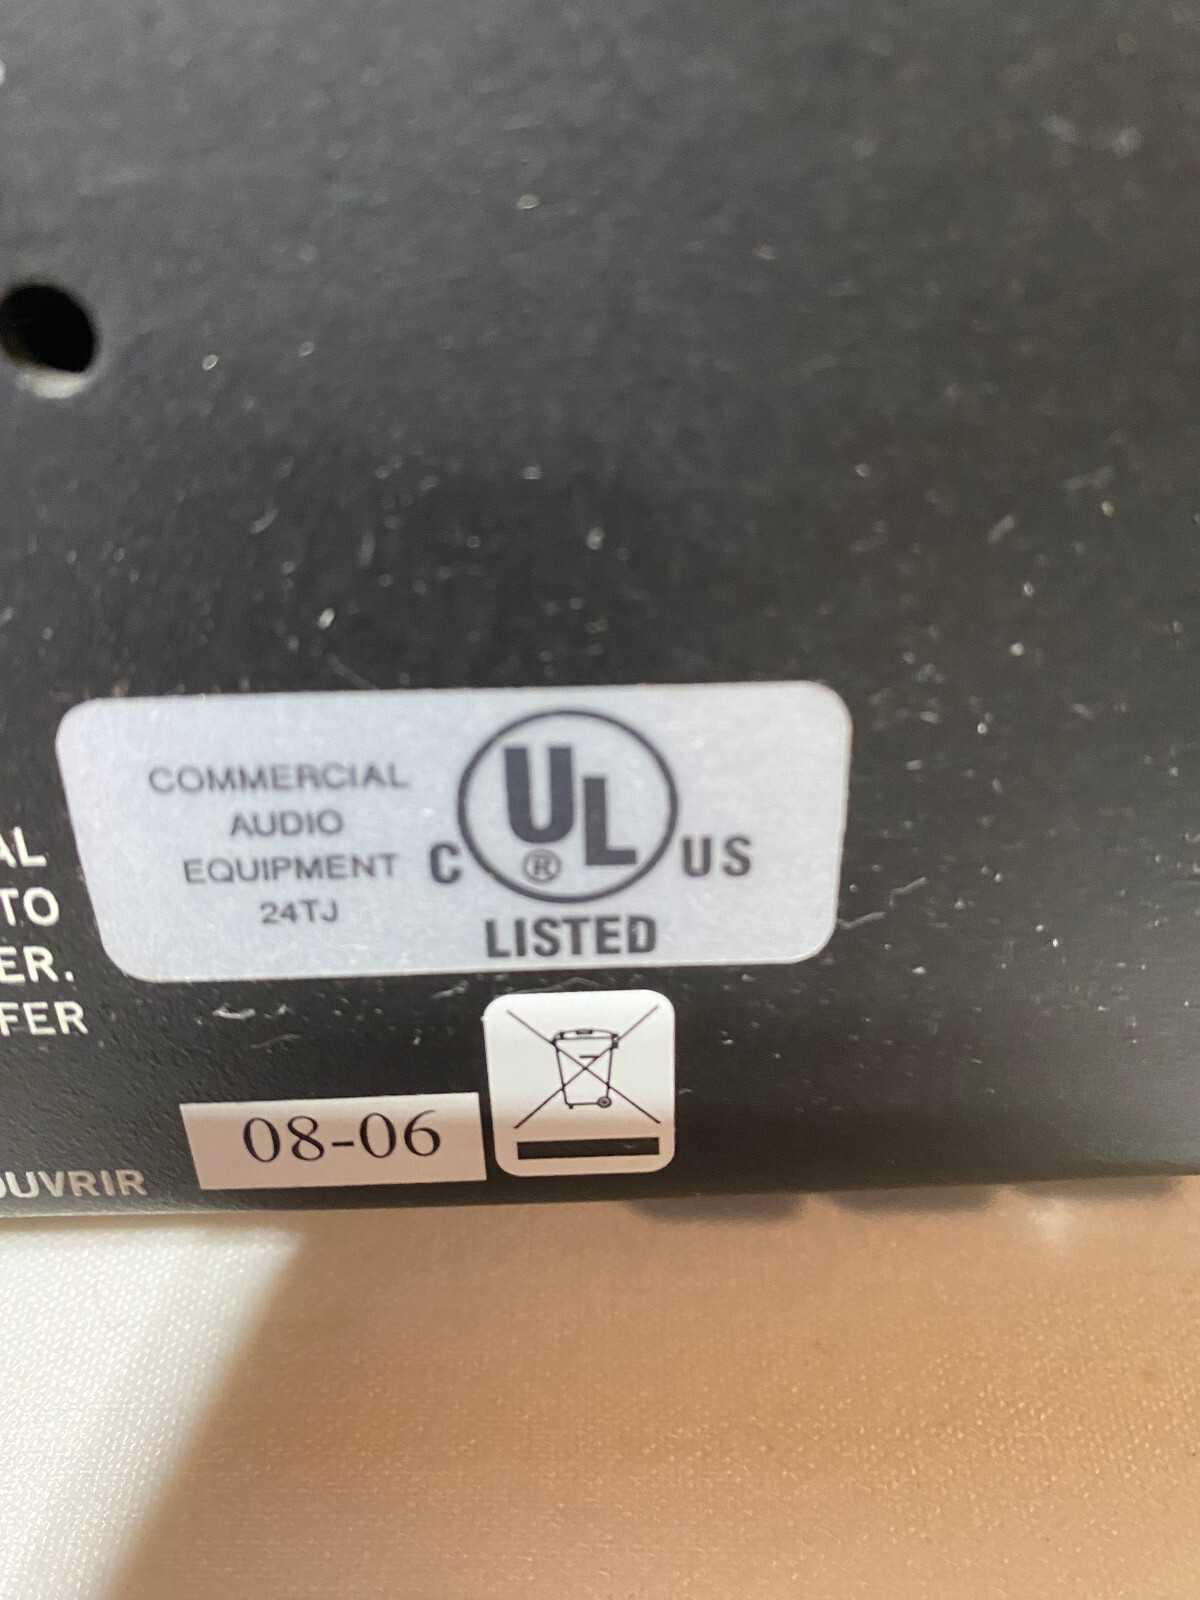 COMMERCIAL
AUDIO
EQUIPMENT
24TJ
C UL ® US
LISTED
AL
TO
ER.
FER
08-06
OUVRIR